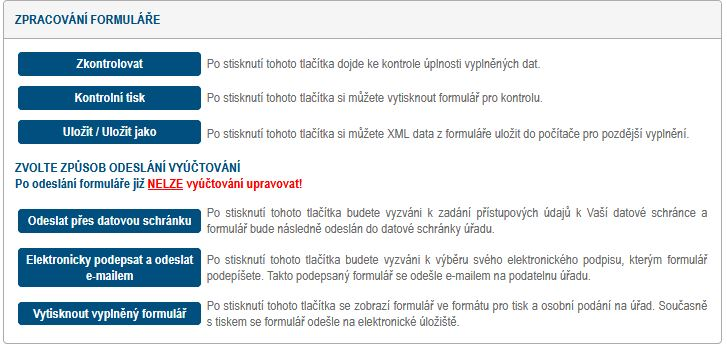 ZPRACOVÁNÍ FORMULÁŘE
Zkontrolovat
Po stisknutí tohoto tlačítka dojde ke kontrole úplnosti vyplněných dat.
Kontrolní tisk
Po stisknutí tohoto tlačítka si můžete vytisknout formulář pro kontrolu.
Uložit / Uložit jako
Po stisknutí tohoto tlačítka si můžete XML data z formuláře uložit do počítače pro pozdější vyplnění.
ZVOLTE ZPŮSOB ODESLÁNÍ VYÚČTOVÁNÍ
Po odeslání formuláře již NELZE vyúčtování upravovat!
Odeslat přes datovou schránku
Po stisknutí tohoto tlačítka budete vyzváni k zadání přístupových údajů k Vaší datové schránce a
formulář bude následně odeslán do datové schránky úřadu.
Elektronicky podepsat a odeslat
e-mailem
Po stisknutí tohoto tlačítka budete vyzváni k výběru svého elektronického podpisu, kterým formulář
podepíšete. Takto podepsaný formulář se odešle e-mailem na podatelnu úřadu.
Vytisknout vyplněný formulář
Po stisknutí tohoto tlačítka se zobrazí formulář ve formátu pro tisk a osobní podání na úřad. Současně
s tiskem se formulář odešle na elektronické úložiště.